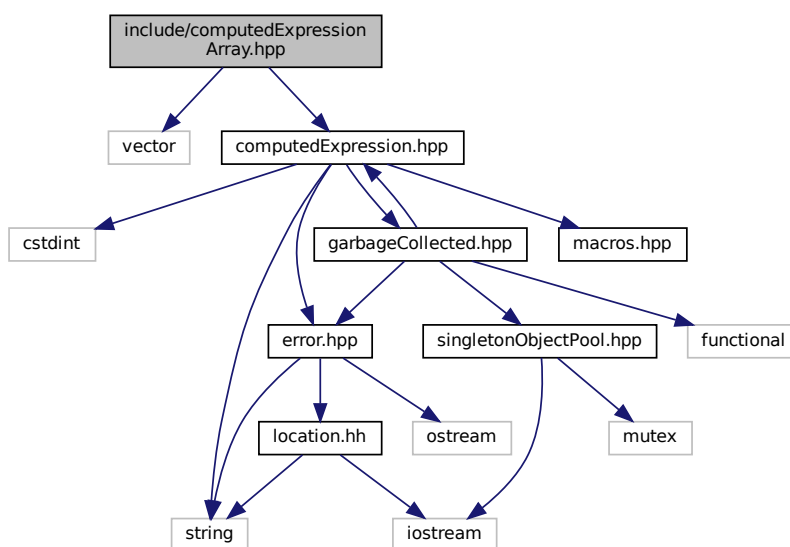 include/computedExpression
Array.hpp
vector
computedExpression.hpp
cstdint
garbageCollected.hpp
macros.hpp
error.hpp
singletonObjectPool.hpp
functional
location.hh
ostream
mutex
string
iostream